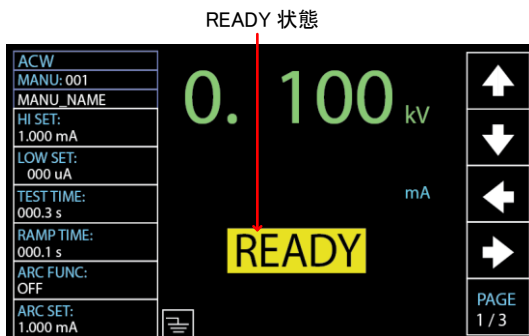 READY 状態
ACW
MANU: 001
MANU_NAME
HI SET:
1.000 mA
LOW SET:
000 uA
TEST TIME:
000.3 s
RAMP TIME:
000.1 s
ARC FUNC:
OFF
ARC SET:
1.000 mA
0. 100 kV
mA
READY
PAGE
1 / 3